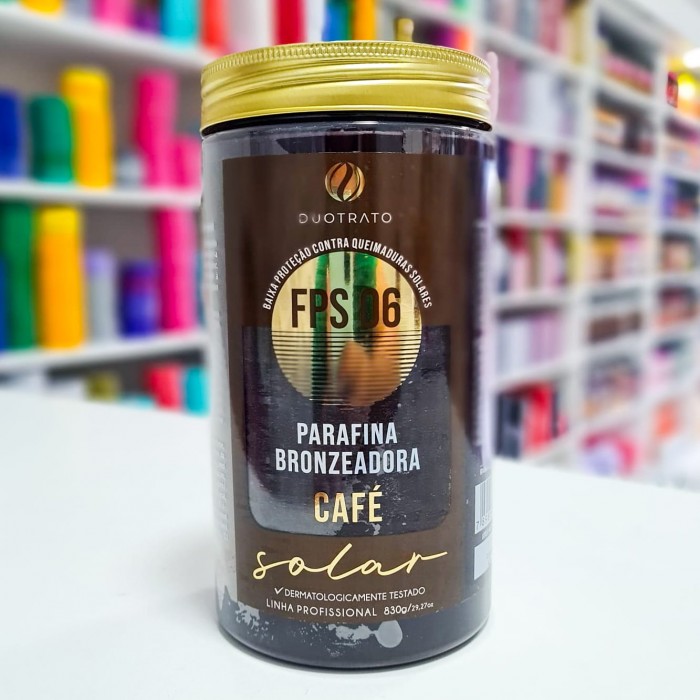 DUOTRATO
BAIXA PROTEÇÃO CONTRA QUEIMADURAS SOLARES
FPS 06
PARAFINA
BRONZEADORA
CAFÉ
solar
✓ DERMATOLOGICAMENTE TESTADO
LINHA PROFISSIONAL 830g/29,27oz